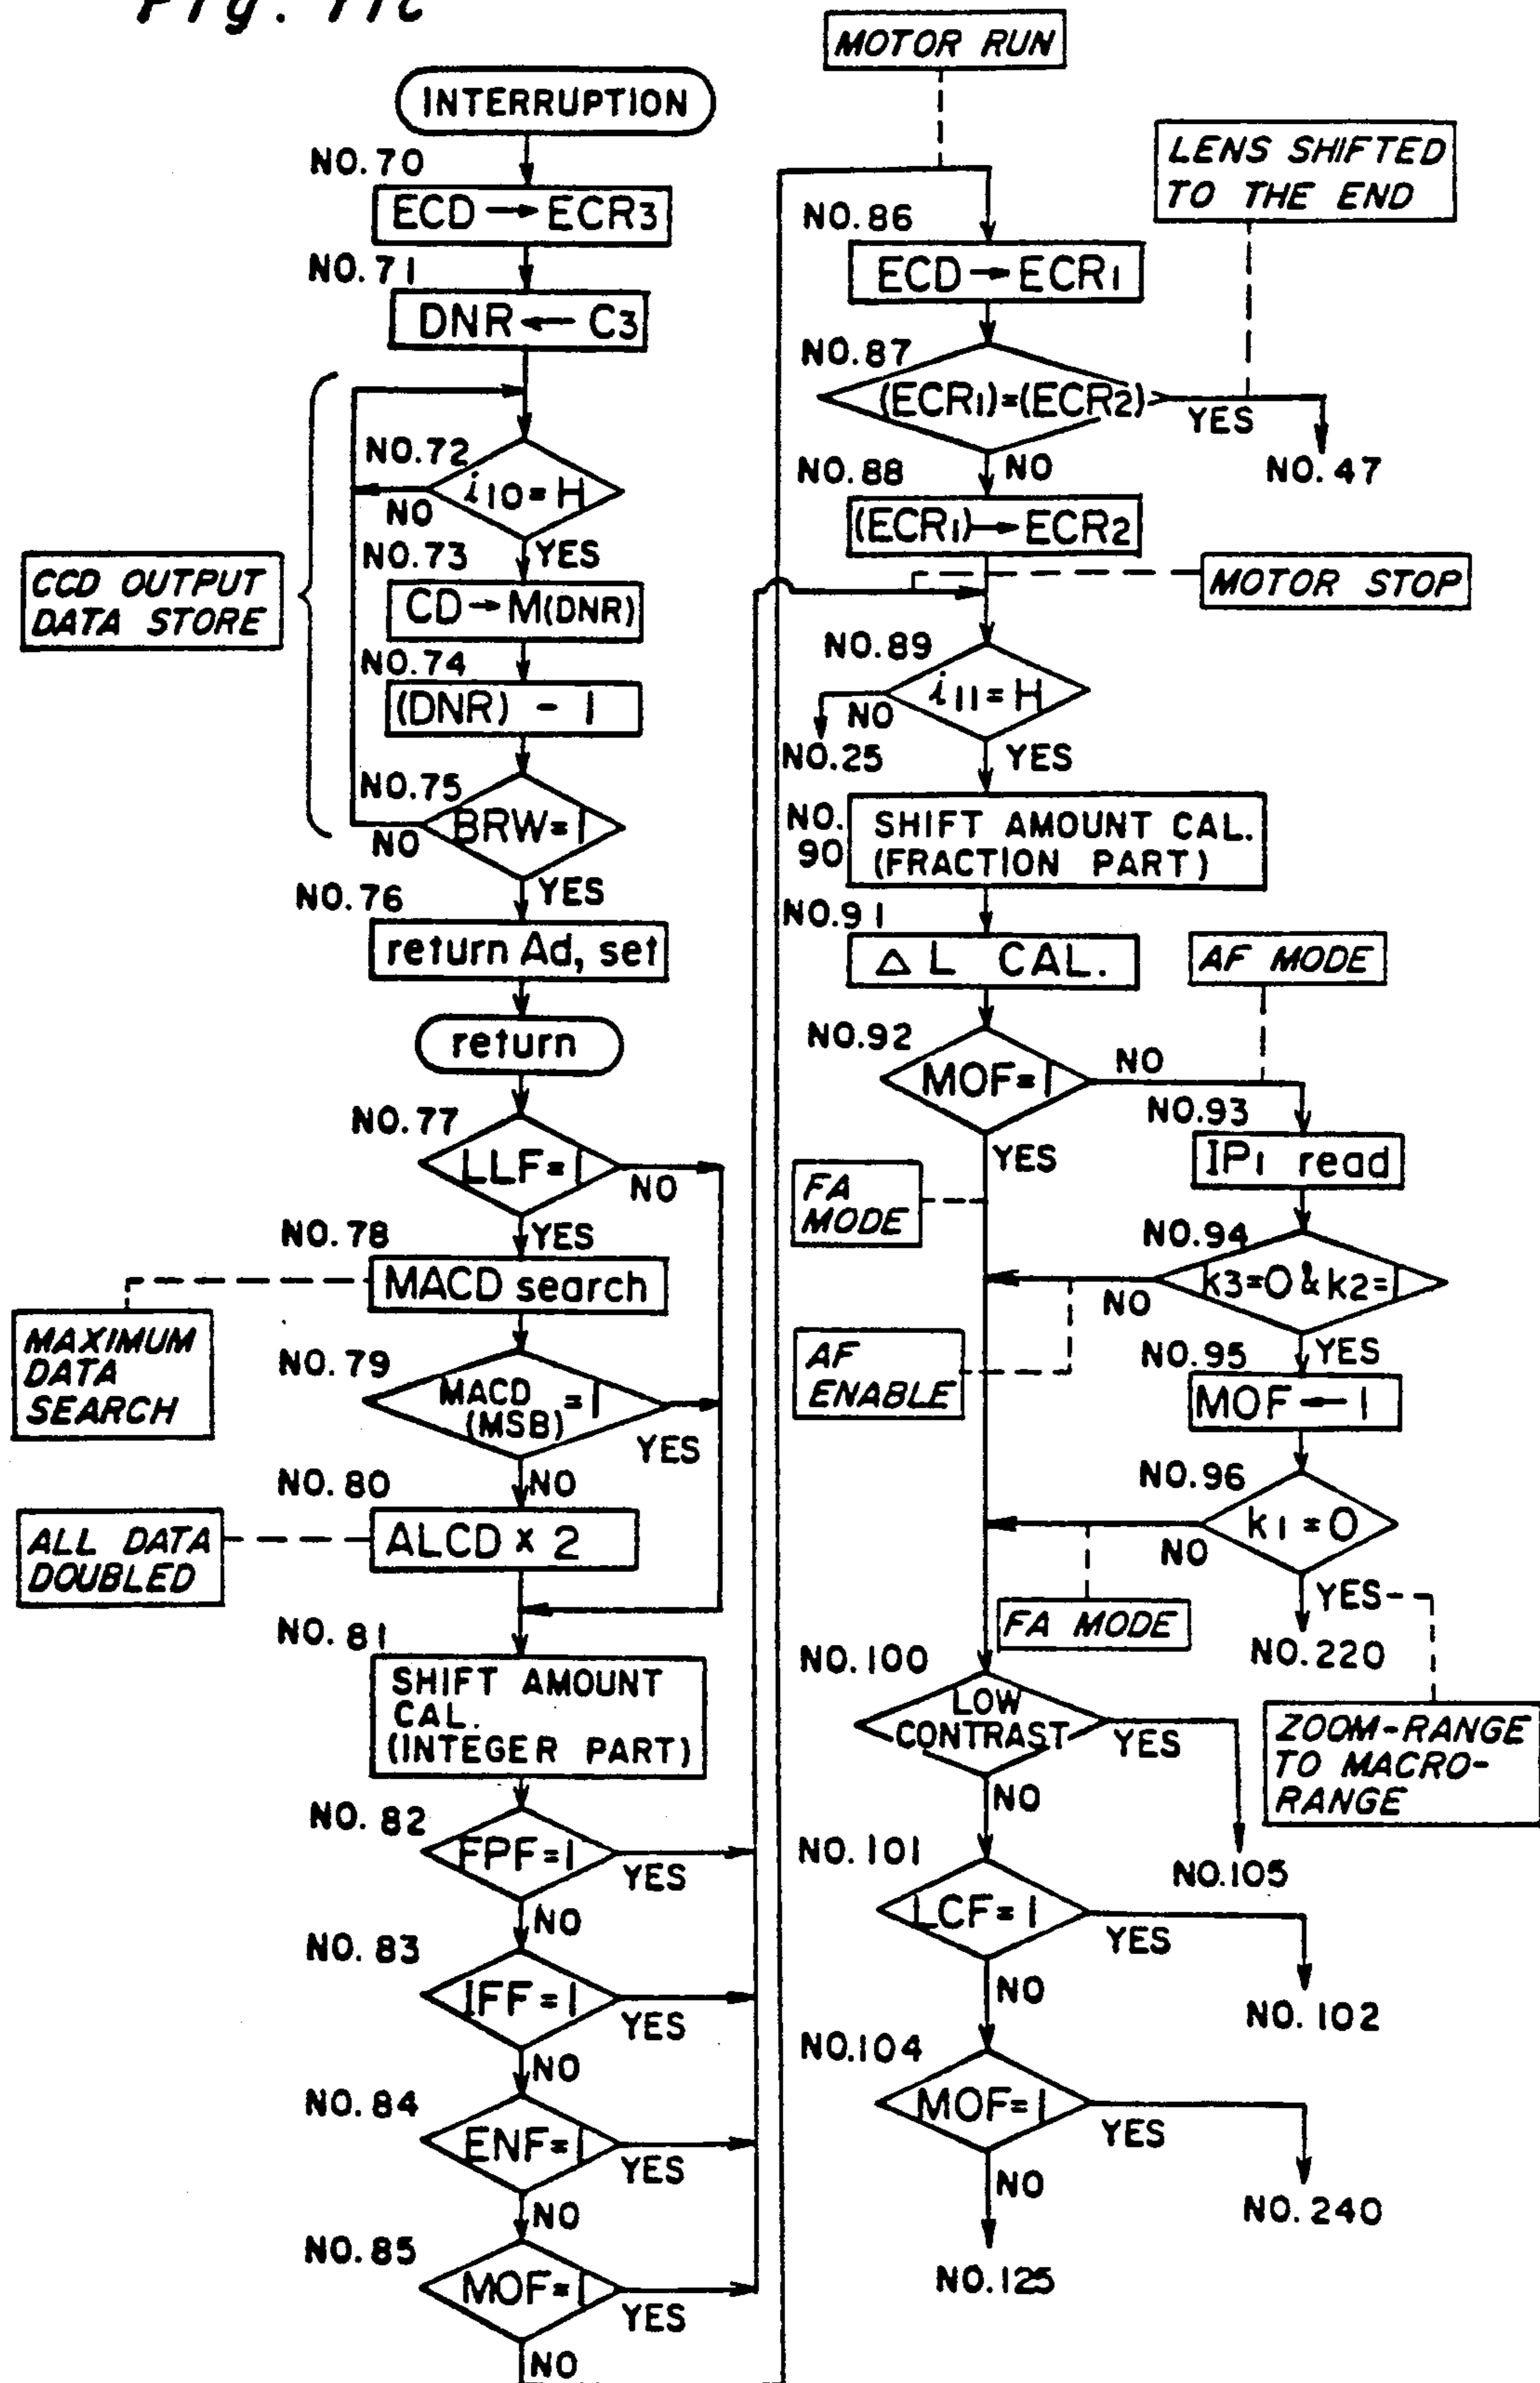 Fig. 11c
INTERRUPTION
NO. 70
ECD → ECR3
NO. 71
DNR ← C3
NO. 72
i10 = H
NO
YES
NO. 73
CD → M(DNR)
NO. 74
(DNR) - 1
NO. 75
BRW = 1
NO
YES
CCD OUTPUT
DATA STORE
NO. 76
return Ad, set
return
NO. 77
LLF = 1
NO
YES
NO. 78
MACD search
MAXIMUM
DATA
SEARCH
NO. 79
MACD
(MSB) = 1
YES
NO
NO. 80
ALCD x 2
ALL DATA
DOUBLED
NO. 81
SHIFT AMOUNT
CAL.
(INTEGER PART)
NO. 82
FPF = 1
YES
NO
NO. 83
IFF = 1
YES
NO
NO. 84
ENF = 1
YES
NO
NO. 85
MOF = 1
YES
NO
MOTOR RUN
NO. 86
ECD → ECR1
LENS SHIFTED
TO THE END
NO. 87
(ECR1) = (ECR2)
YES
NO. 47
NO
NO. 88
(ECR1) → ECR2
MOTOR STOP
NO. 89
i11 = H
NO
NO. 25
YES
NO.
90
SHIFT AMOUNT CAL.
(FRACTION PART)
NO. 91
△ L CAL.
AF MODE
NO. 92
MOF = 1
NO
YES
FA
MODE
NO. 93
IP1 read
NO. 94
k3=0 & k2=1
NO
YES
AF
ENABLE
NO. 95
MOF ← 1
NO. 96
k1 = 0
NO
YES
NO. 220
FA MODE
ZOOM-RANGE
TO MACRO-
RANGE
NO. 100
LOW
CONTRAST
YES
NO. 105
NO
NO. 101
LCF = 1
YES
NO. 102
NO
NO. 104
MOF = 1
YES
NO. 240
NO
NO. 125